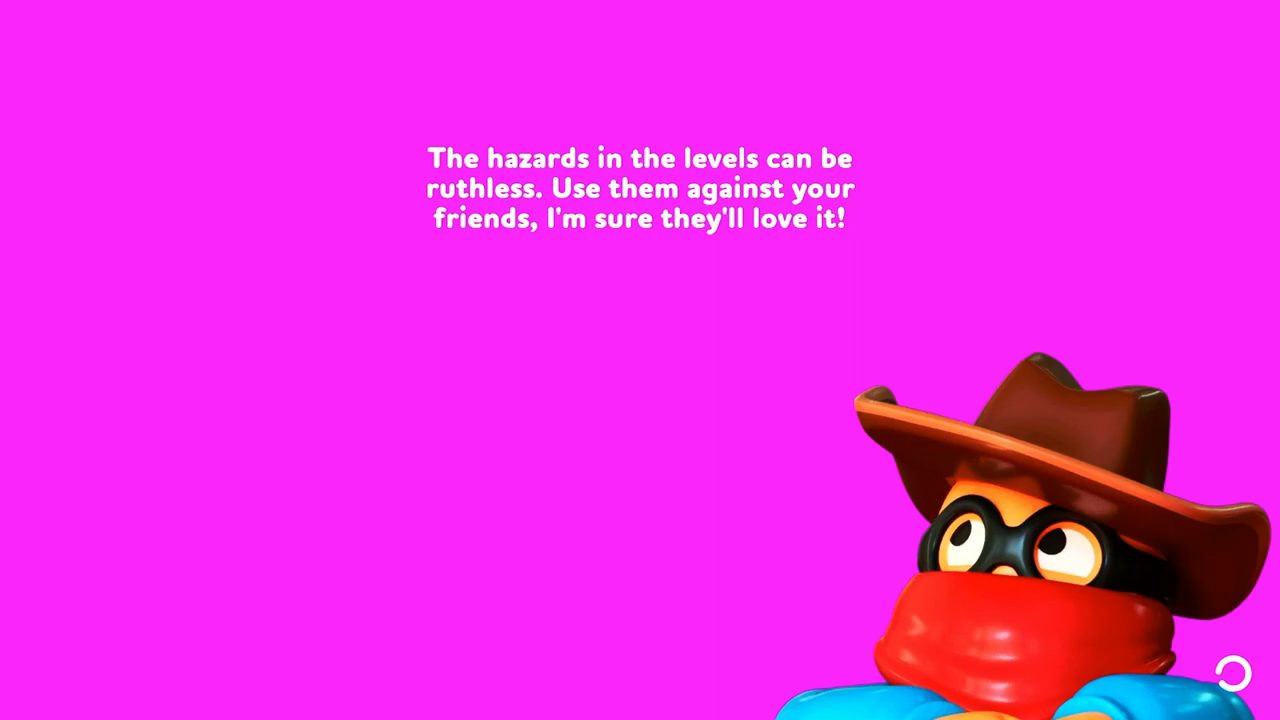 The hazards in the levels can be
ruthless. Use them against your
friends, I'm sure they'll love it!